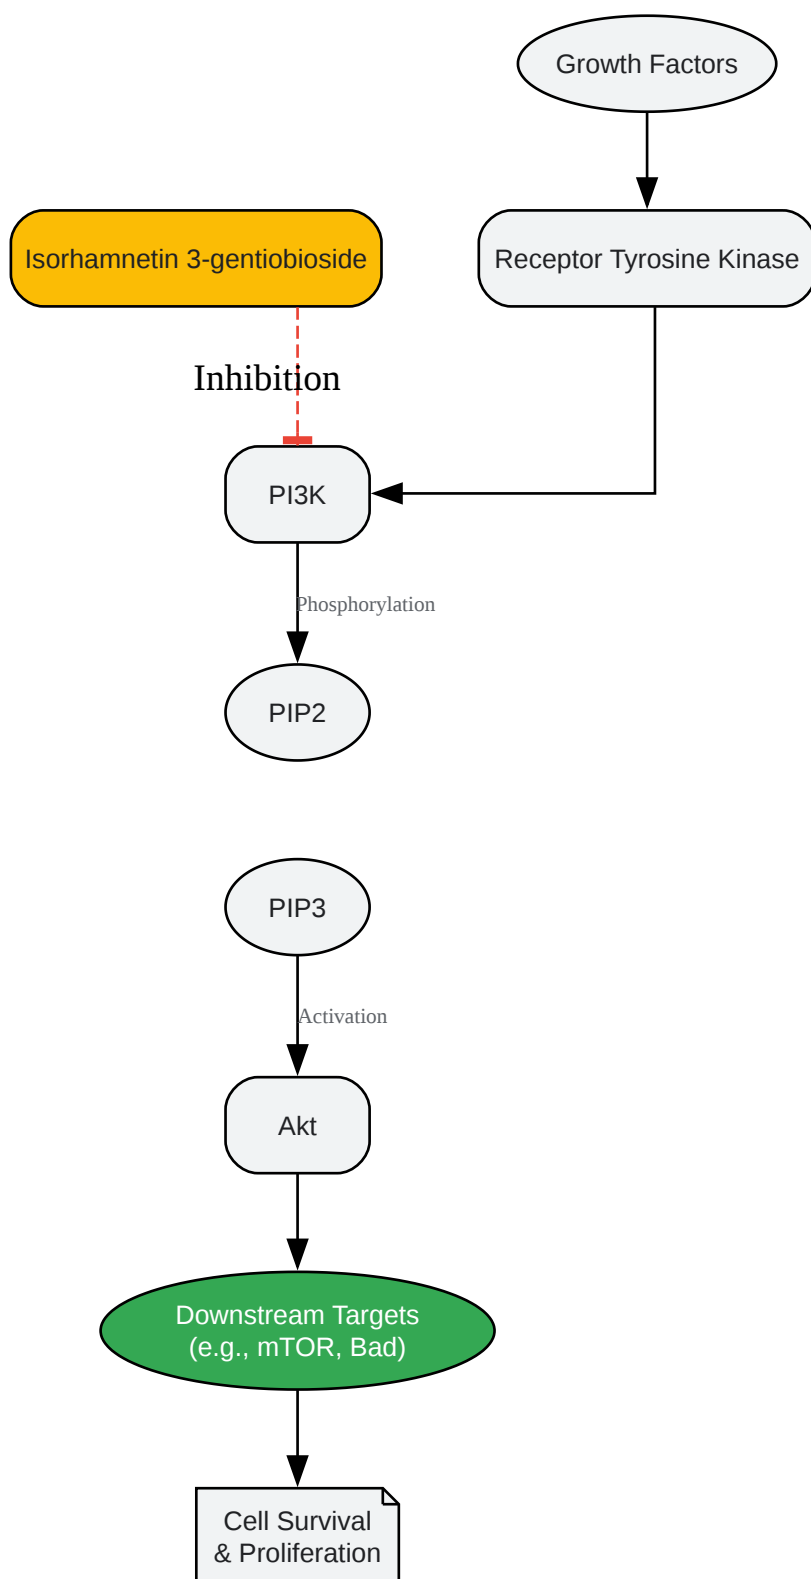 Growth Factors
Isorhamnetin 3-gentiobioside
Receptor Tyrosine Kinase
Inhibition
PI3K
Phosphorylation
PIP2
PIP3
Activation
Akt
Downstream Targets
(e.g., mTOR, Bad)
Cell Survival
& Proliferation